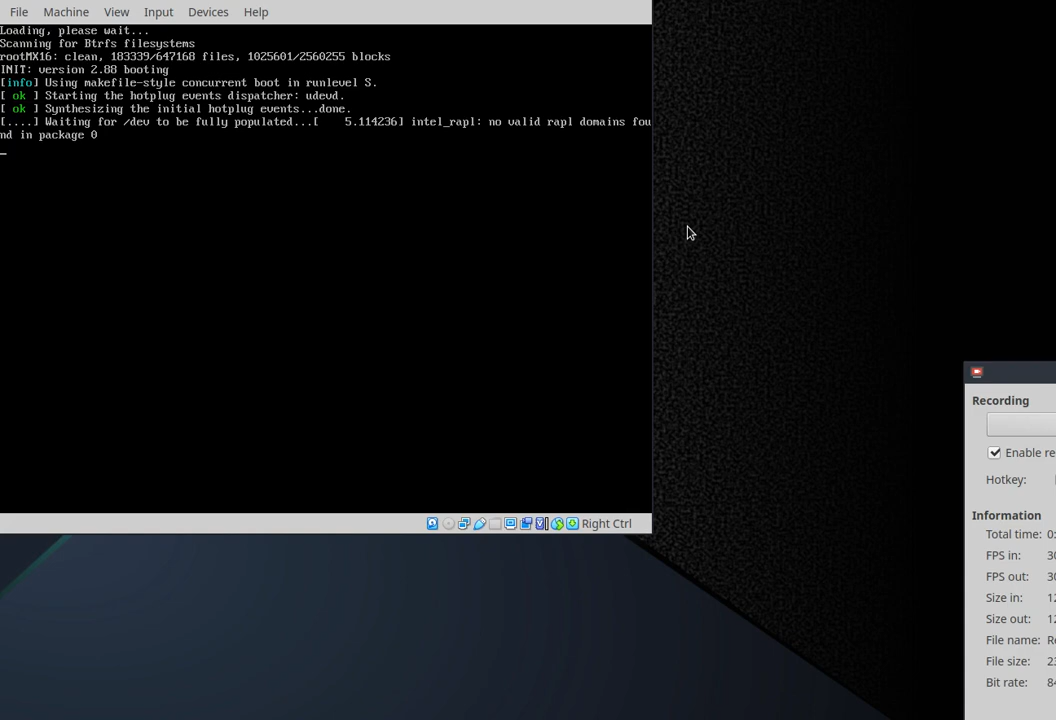 File Machine View Input Devices Help
Loading, please wait...
Scanning for Btrfs filesystems
rootMX16: clean, 183339/647168 files, 1025601/2560255 blocks
INIT: version 2.88 booting
[info] Using makefile-style concurrent boot in runlevel S.
[ ok ] Starting the hotplug events dispatcher: udevd.
[ ok ] Synthesizing the initial hotplug events...done.
[....] Waiting for /dev to be fully populated...[    5.114236] intel_rapl: no valid rapl domains fou
nd in package 0
Right Ctrl
Recording
Enable re
Hotkey:
Information
Total time: 0:
FPS in: 30
FPS out: 30
Size in: 12
Size out: 12
File name: Re
File size: 23
Bit rate: 84